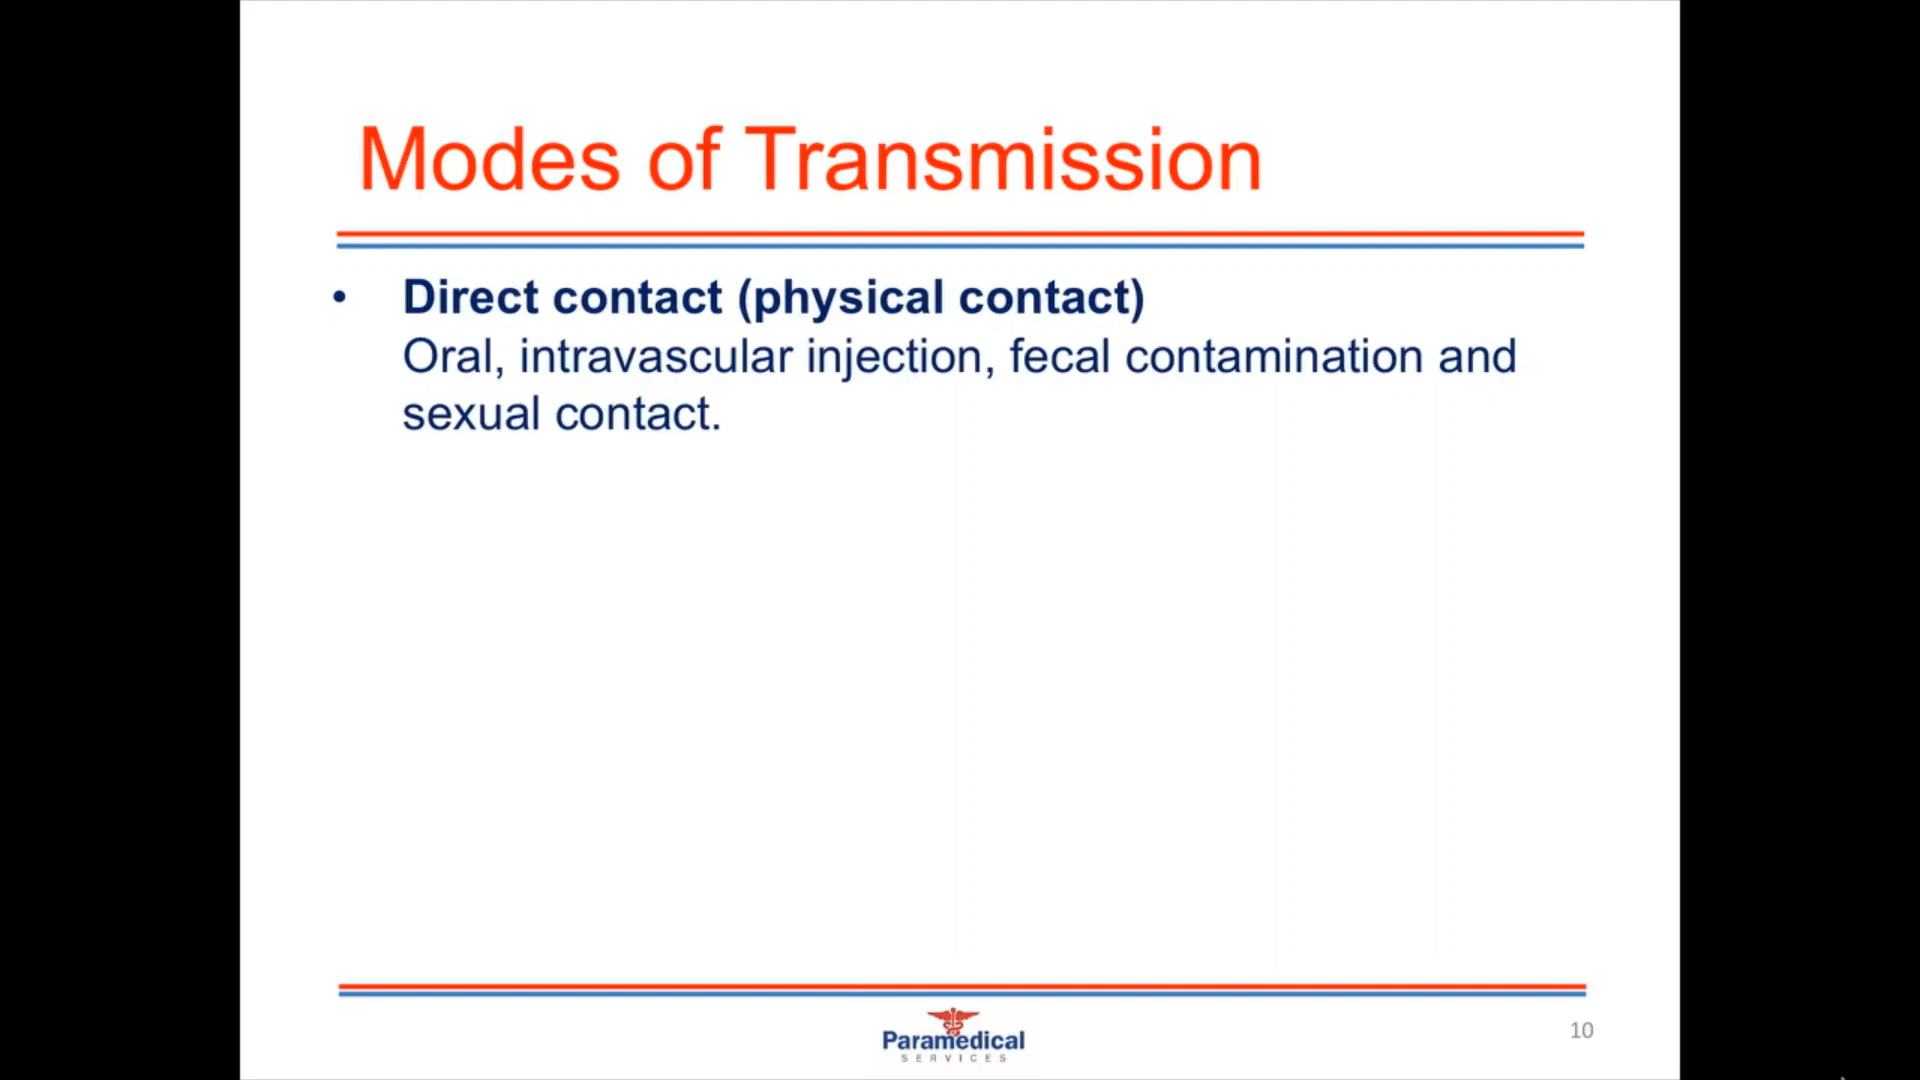 Modes of Transmission
• Direct contact (physical contact)
Oral, intravascular injection, fecal contamination and
sexual contact.
Paramedical
SERVICES
10